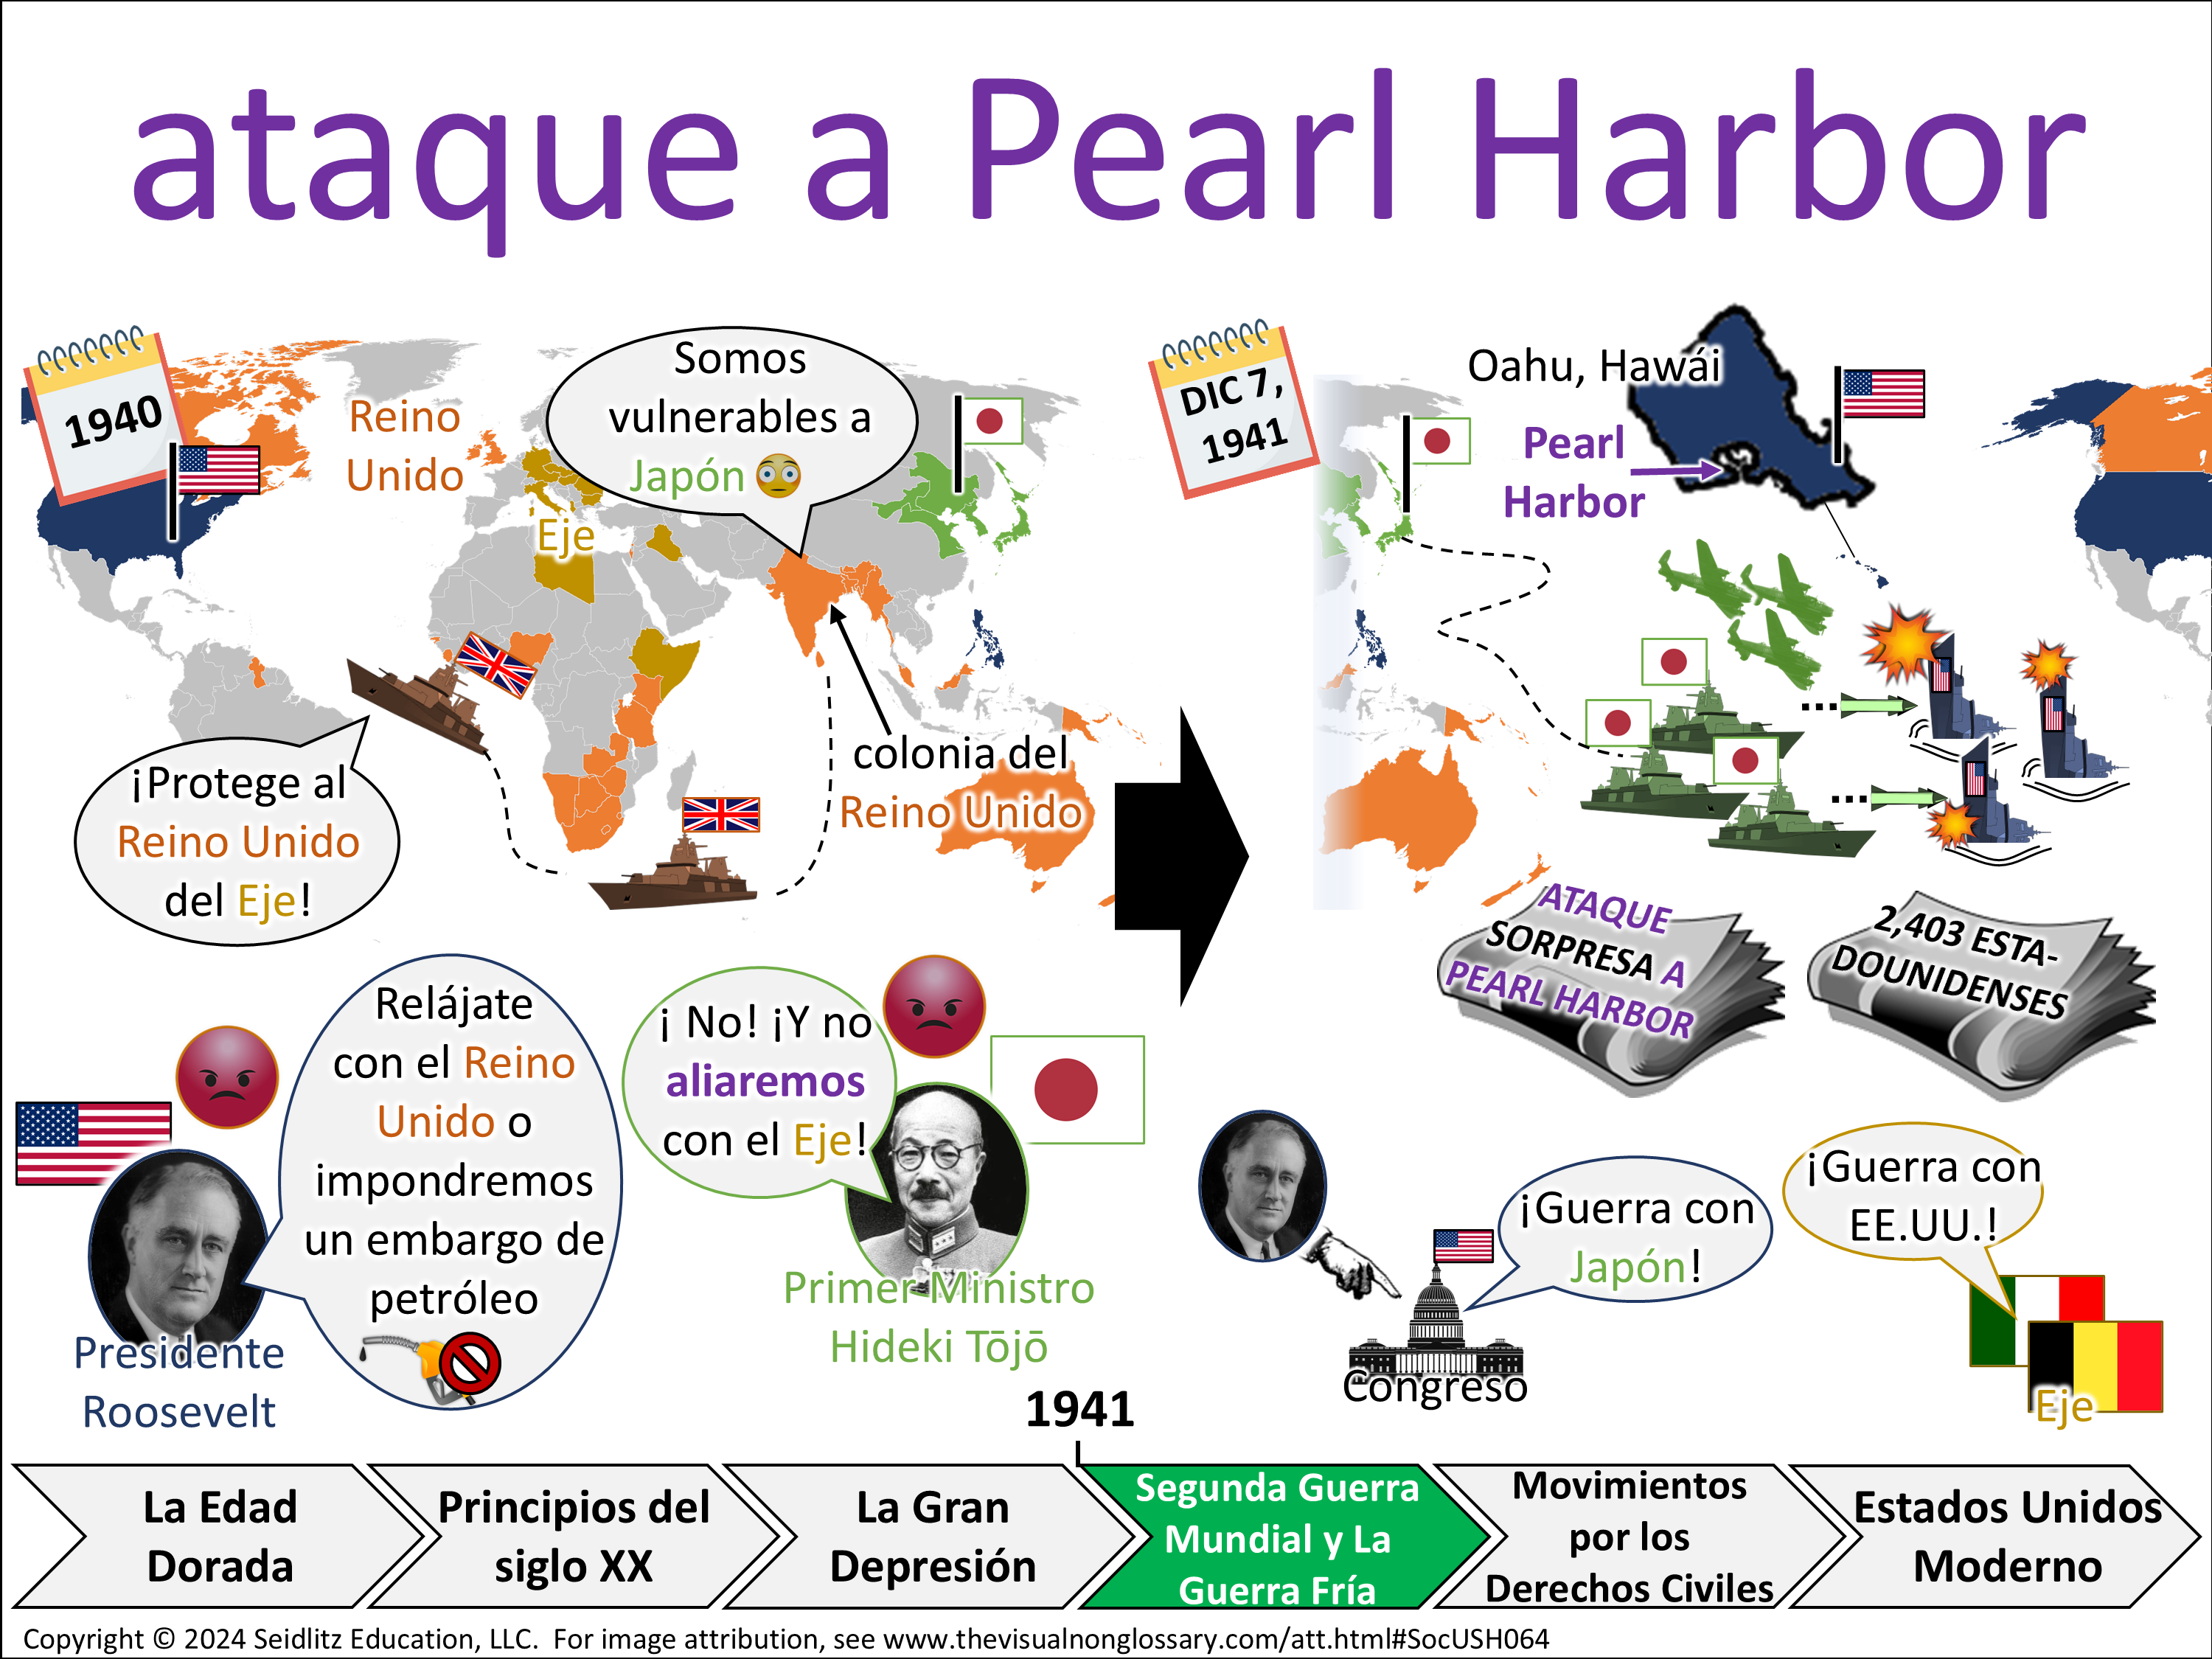 ataque a Pearl Harbor
1940
Reino
Unido
Eje
Somos
vulnerables a
Japón
colonia del
Reino Unido
¡Protege al
Reino Unido
del Eje!
Relájate
con el Reino
Unido o
impondremos
un embargo de
petróleo
Presidente
Roosevelt
¡ No! ¡Y no
aliaremos
con el Eje!
Primer Ministro
Hideki Tōjō
DIC 7,
1941
Oahu, Hawái
Pearl
Harbor
ATAQUE
SORPRESA A
PEARL HARBOR
2,403 ESTA-
DOUNIDENSES
¡Guerra con
Japón!
Congreso
¡Guerra con
EE.UU.!
Eje
1941
La Edad
Dorada
Principios del
siglo XX
La Gran
Depresión
Segunda Guerra
Mundial y La
Guerra Fría
Movimientos
por los
Derechos Civiles
Estados Unidos
Moderno
Copyright © 2024 Seidlitz Education, LLC.  For image attribution, see www.thevisualnonglossary.com/att.html#SocUSH064